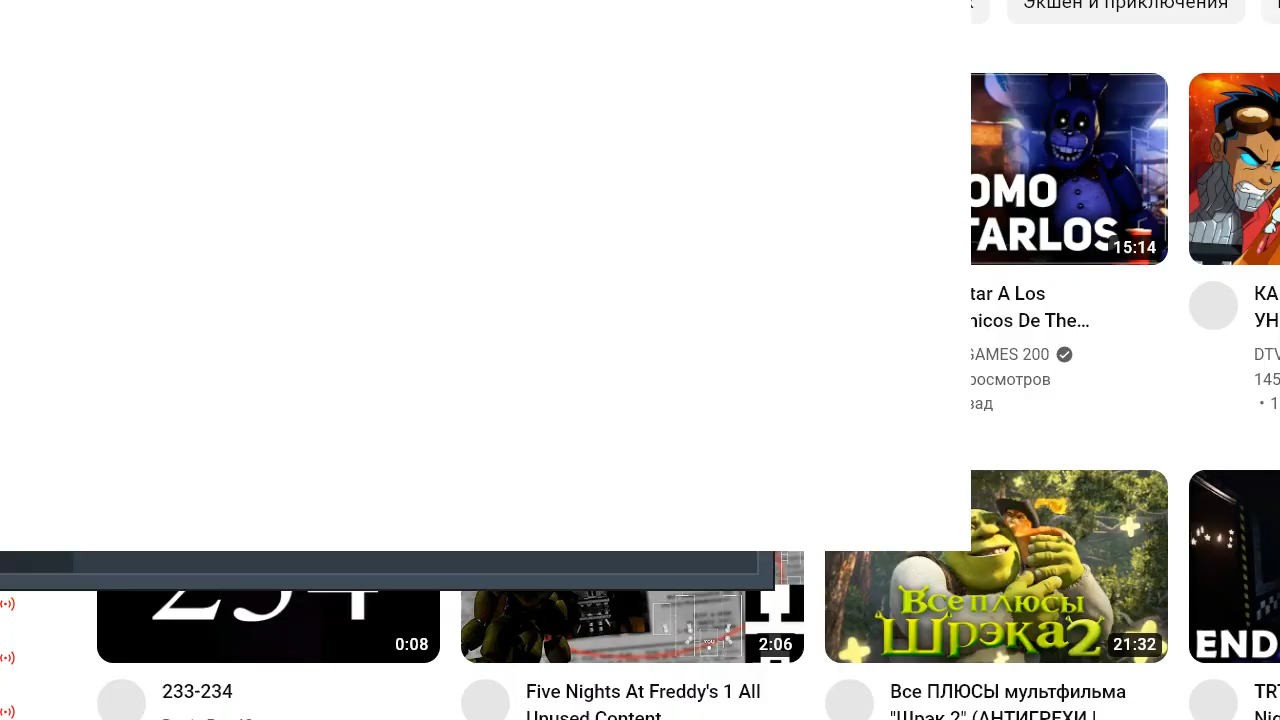 Экшен и приключения
OMO
TARLOS
15:14
tar A Los
nicos De The…
GAMES 200
росмотров
зад
КА
УН
DTV
145
• 1
234
0:08
2:06
Все плюсы
Шрэка 2
21:32
END
233-234
Five Nights At Freddy's 1 All
Unused Content
Все ПЛЮСЫ мультфильма
"Шрэк 2" (АНТИГРЕХИ |
TRT
Nig